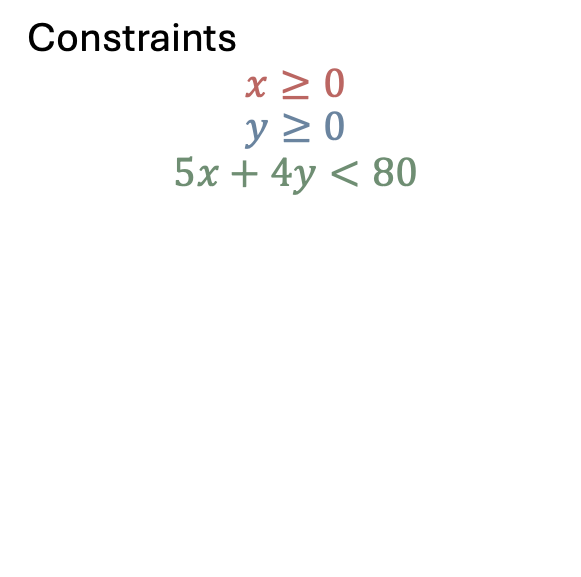 Constraints
x ≥ 0
y ≥ 0
5x + 4y < 80